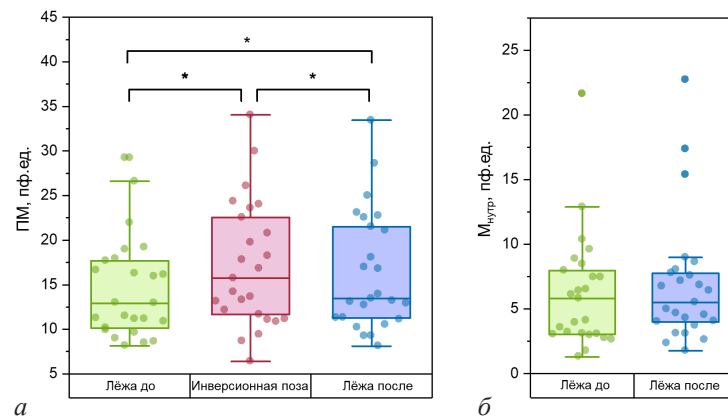 ПМ, пф.ед.
45
40
35
30
25
20
15
10
5
*
*
*
Лёжа до
Инверсионная поза
Лёжа после
а
Мнутр, пф.ед.
25
20
15
10
5
0
Лёжа до
Лёжа после
б